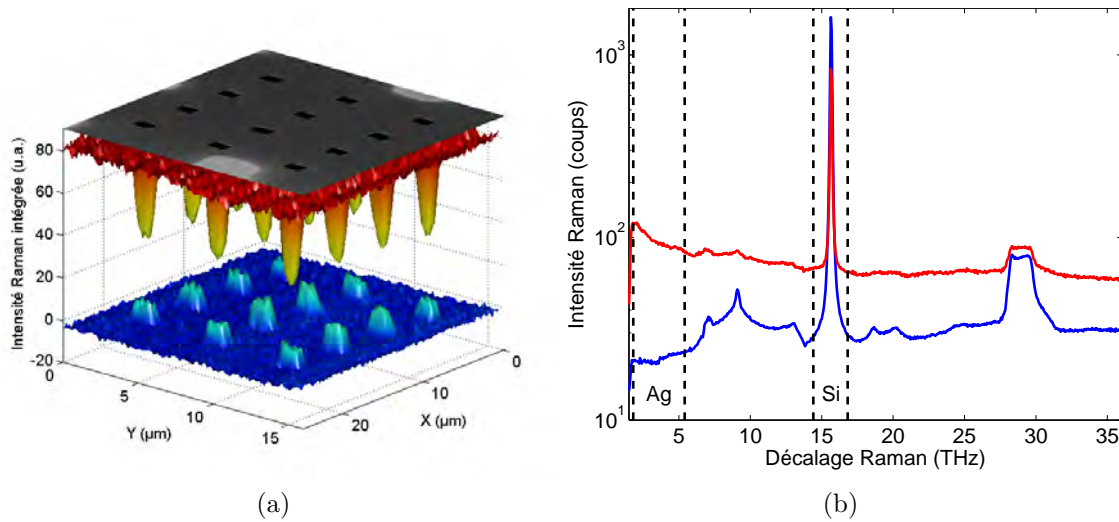 Intensité Raman intégrée (u.a.)
80
60
40
20
0
-20
0
5
10
15
Y (µm)
20
10
0
X (µm)
(a)
Intensité Raman (coups)
10³
10²
10¹
Ag
Si
5
10
15
20
25
30
35
Décalage Raman (THz)
(b)